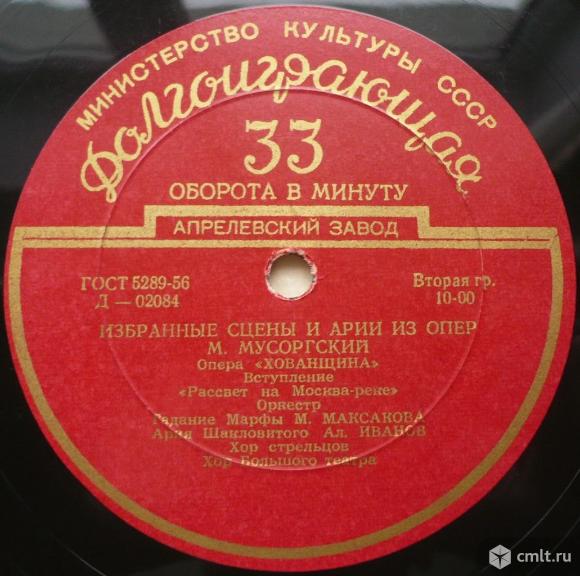 МИНИСТЕРСТВО КУЛЬТУРЫ СССР
Долгоиграющая
33
ОБОРОТА В МИНУТУ
АПРЕЛЕВСКИЙ ЗАВОД
ГОСТ 5289-56
Д — 02084
Вторая гр.
10-00
ИЗБРАННЫЕ СЦЕНЫ И АРИИ ИЗ ОПЕР
М. МУСОРГСКИЙ
Опера «ХОВАНЩИНА»
Вступление
«Рассвет на Москва-реке»
Оркестр
Гадание Марфы М. МАКСАКОВА
Ария Шакловитого Ал. ИВАНОВ
Хор стрельцов
Хор Большого театра
cmlt.ru